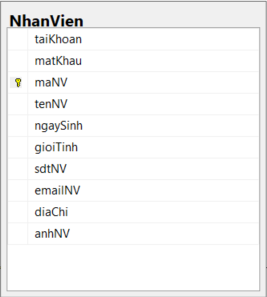 NhanVien
taiKhoan
matKhau
maNV
tenNV
ngaySinh
gioiTinh
sdtNV
emailNV
diaChi
anhNV